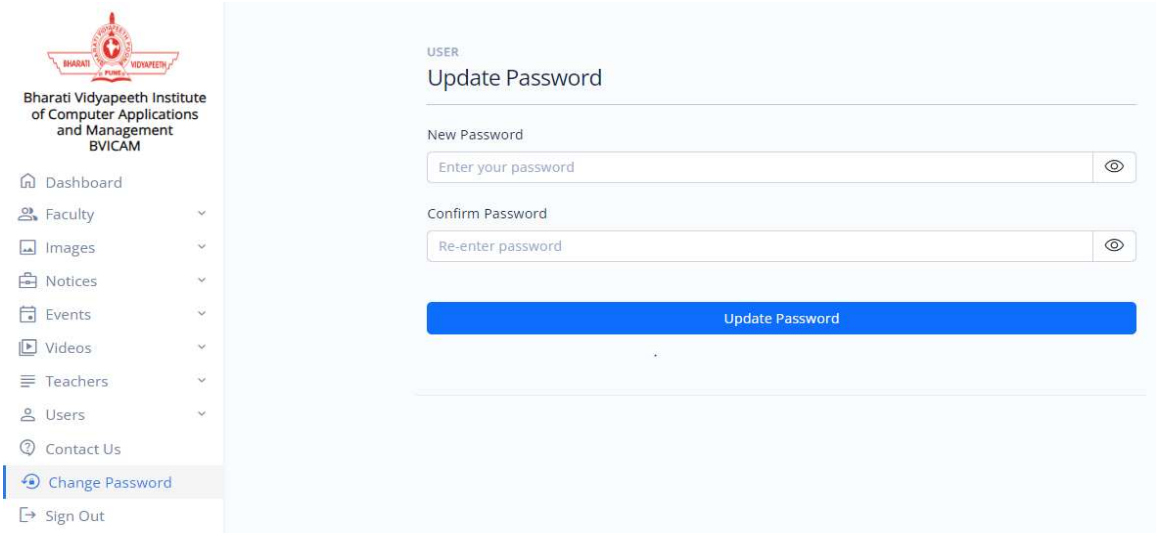 BHARATI VIDYAPEETH
PUNE
Bharati Vidyapeeth Institute
of Computer Applications
and Management
BVICAM
Dashboard
Faculty
Images
Notices
Events
Videos
Teachers
Users
Contact Us
Change Password
Sign Out
USER
Update Password
New Password
Enter your password
Confirm Password
Re-enter password
Update Password